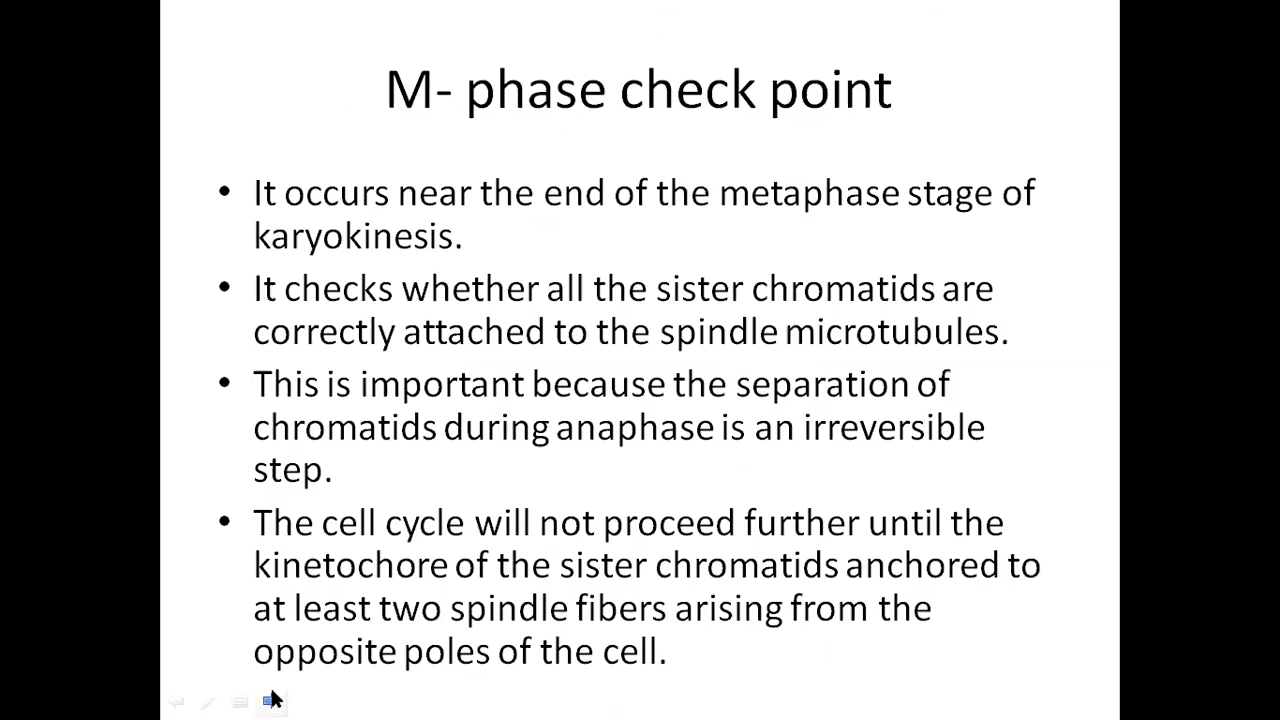 M- phase check point
• It occurs near the end of the metaphase stage of
karyokinesis.
• It checks whether all the sister chromatids are
correctly attached to the spindle microtubules.
• This is important because the separation of
chromatids during anaphase is an irreversible
step.
• The cell cycle will not proceed further until the
kinetochore of the sister chromatids anchored to
at least two spindle fibers arising from the
opposite poles of the cell.